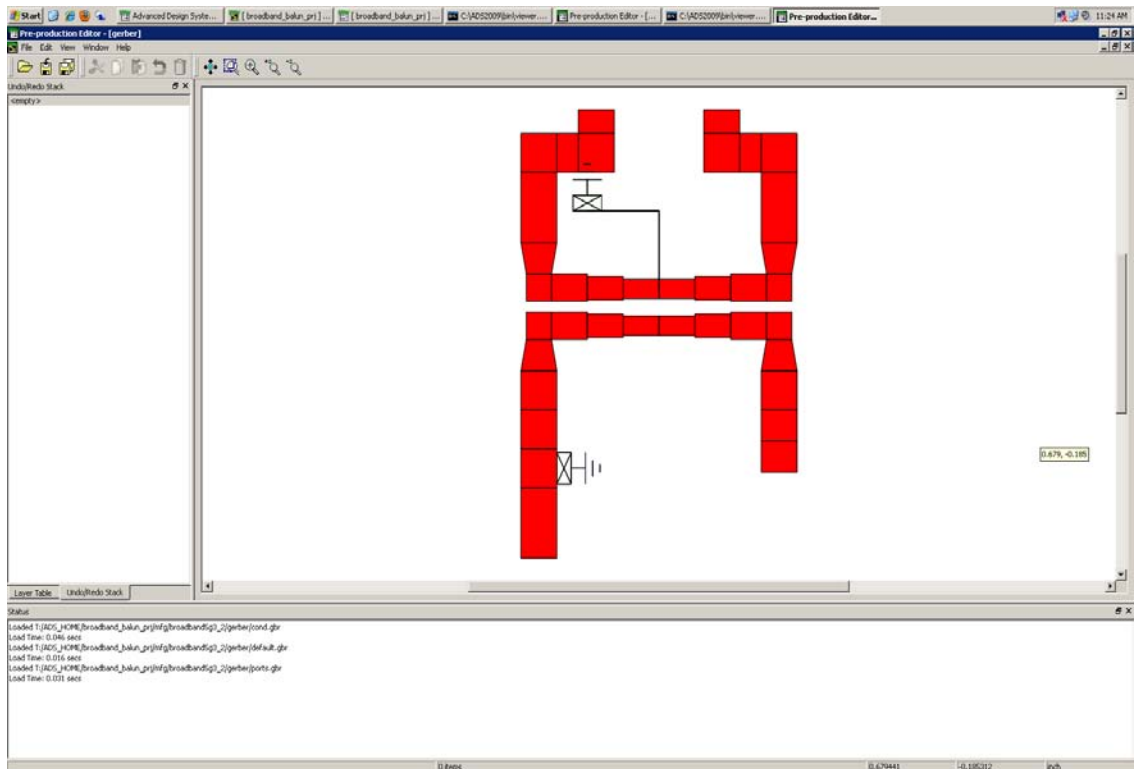 Start
Advanced Design Syste...
[ broadband_balun_prj ] ...
[ broadband_balun_prj ] ...
C:\ADS2009\bin\viewer....
Pre-production Editor - [...
C:\ADS2009\bin\viewer....
Pre-production Editor...
11:24 AM
Pre-production Editor - [gerber]
File Edit View Window Help
Undo/Redo Stack
<empty>
0.679, -0.185
Layer Table Undo/Redo Stack
Status
Loaded T:/ADS_HOME/broadband_balun_prj/mfg/broadbandfig3_2/gerber/cond.gbr
Load Time: 0.046 secs
Loaded T:/ADS_HOME/broadband_balun_prj/mfg/broadbandfig3_2/gerber/default.gbr
Load Time: 0.016 secs
Loaded T:/ADS_HOME/broadband_balun_prj/mfg/broadbandfig3_2/gerber/ports.gbr
Load Time: 0.031 secs
0 items 0.679441 -0.185312 inch